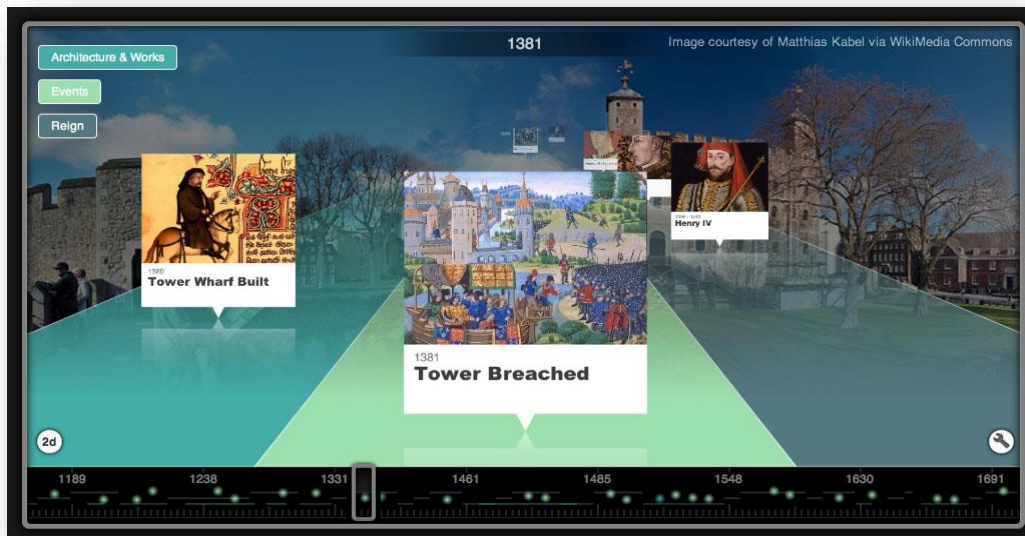 1381
Image courtesy of Matthias Kabel via WikiMedia Commons
Architecture & Works
Events
Reign
Henry IV
Tower Wharf Built
1381
Tower Breached
2d
1189 1238 1331 1461 1485 1548 1630 1691